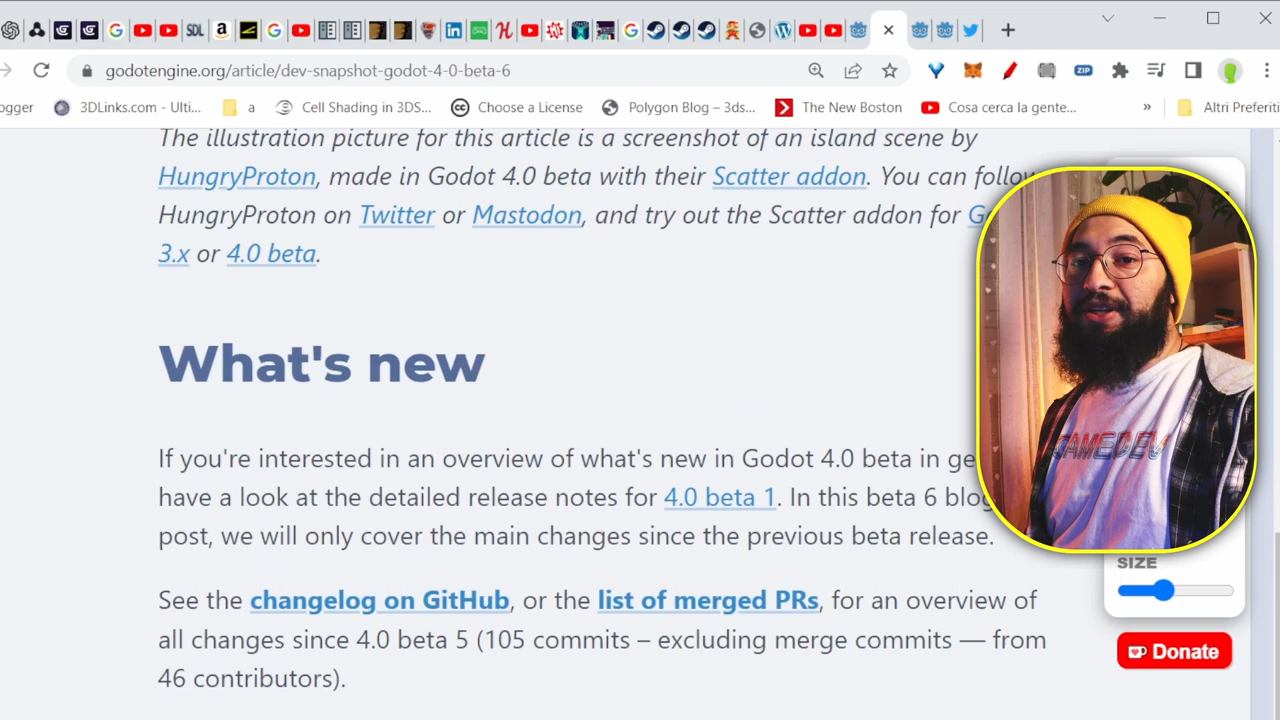 SDL
a
godotengine.org/article/dev-snapshot-godot-4-0-beta-6
ZIP
ogger
3DLinks.com - Ulti...
a
Cell Shading in 3DS...
Choose a License
Polygon Blog – 3ds...
The New Boston
Cosa cerca la gente...
»
Altri Preferiti
The illustration picture for this article is a screenshot of an island scene by
HungryProton, made in Godot 4.0 beta with their Scatter addon. You can follow
HungryProton on Twitter or Mastodon, and try out the Scatter addon for
3.x or 4.0 beta.
What's new
If you're interested in an overview of what's new in Godot 4.0 beta in ge
have a look at the detailed release notes for 4.0 beta 1. In this beta 6 blog
post, we will only cover the main changes since the previous beta release.
See the changelog on GitHub, or the list of merged PRs, for an overview of
all changes since 4.0 beta 5 (105 commits – excluding merge commits — from
46 contributors).
GAMEDEV
SIZE
Donate